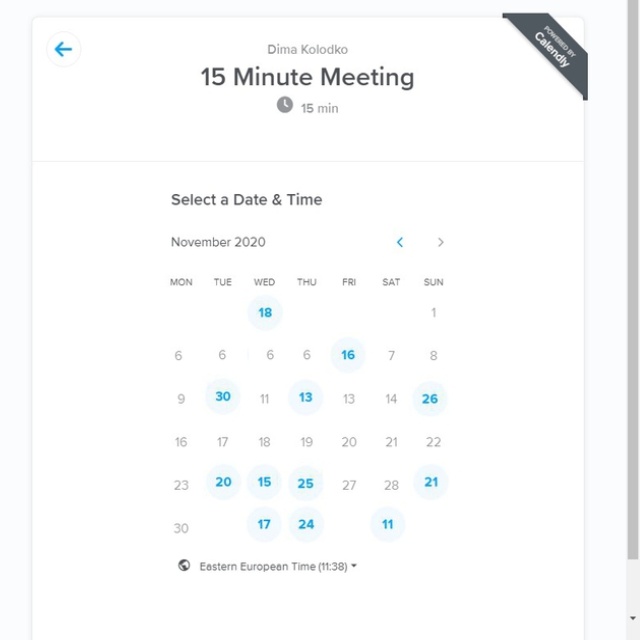 Dima Kolodko
POWERED BY
Calendly
15 Minute Meeting
15 min
Select a Date & Time
November 2020
MON TUE WED THU FRI SAT SUN
18 1
6 6 6 6 16 7 8
9 30 11 13 13 14 26
16 17 18 19 20 21 22
23 20 15 25 27 28 21
30 17 24 11
Eastern European Time (11:38)